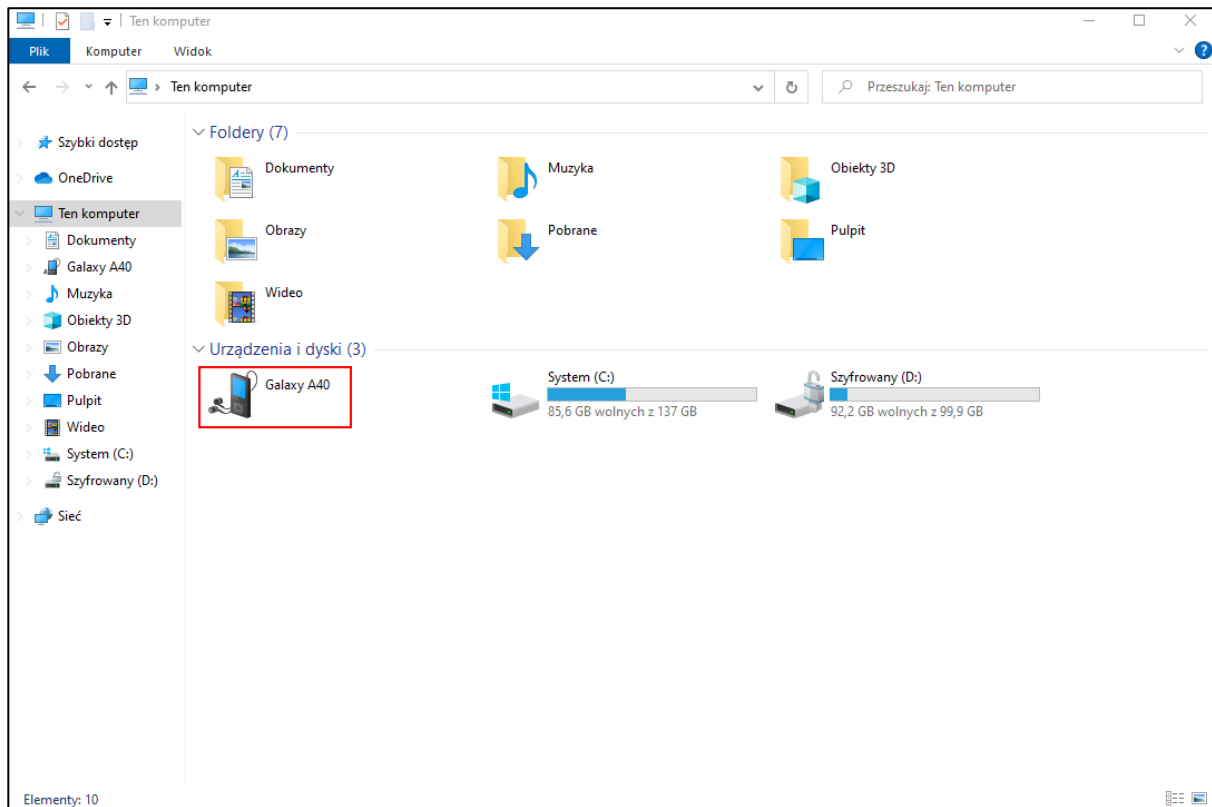 Ten komputer
Plik Komputer Widok
Ten komputer Przeszukaj: Ten komputer
Szybki dostęp
OneDrive
Ten komputer
Dokumenty
Galaxy A40
Muzyka
Obiekty 3D
Obrazy
Pobrane
Pulpit
Wideo
System (C:)
Szyfrowany (D:)
Sieć
Foldery (7)
Dokumenty Muzyka Obiekty 3D
Obrazy Pobrane Pulpit
Wideo
Urządzenia i dyski (3)
Galaxy A40
System (C:)
85,6 GB wolnych z 137 GB
Szyfrowany (D:)
92,2 GB wolnych z 99,9 GB
Elementy: 10